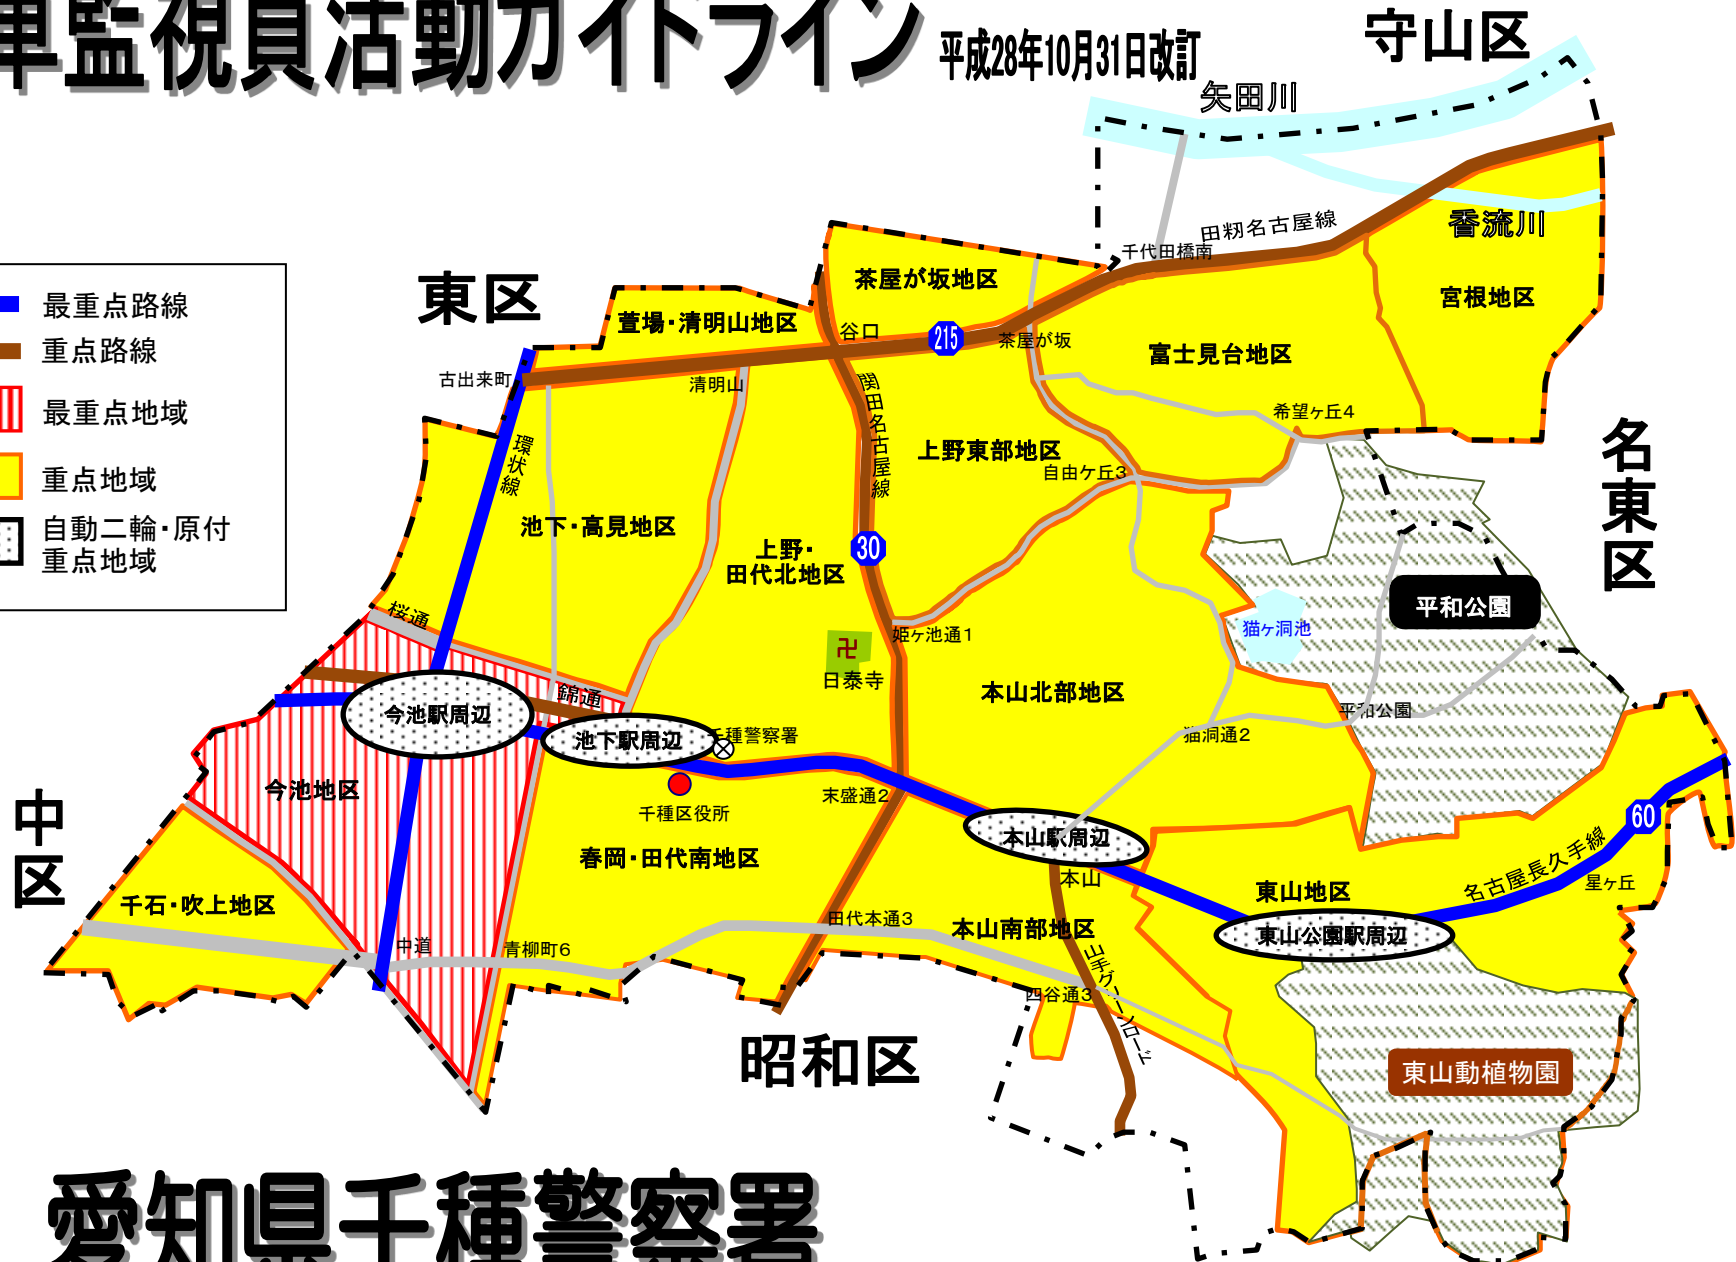 車監視員活動ガイドライン
平成28年10月31日改訂
守山区
矢田川
田籾名古屋線
香流川
千代田橋南
東区
茶屋が坂地区
宮根地区
最重点路線
萱場・清明山地区
谷口
215
茶屋が坂
富士見台地区
重点路線
古出来町
清明山
関田名古屋線
希望ヶ丘4
最重点地域
環状線
上野東部地区
自由ケ丘3
名東区
重点地域
池下・高見地区
上野・
田代北地区
30
自動二輪・原付
重点地域
桜通
平和公園
猫ヶ洞池
姫ヶ池通1
卍
日泰寺
錦通
本山北部地区
平和公園
今池駅周辺
池下駅周辺
千種警察署
猫洞通2
今池地区
千種区役所
末盛通2
60
中区
本山駅周辺
春岡・田代南地区
名古屋長久手線
本山
東山地区
星ヶ丘
千石・吹上地区
田代本通3
本山南部地区
東山公園駅周辺
中道
青柳町6
山手グリーンロード
四谷通3
昭和区
東山動植物園
愛知県千種警察署